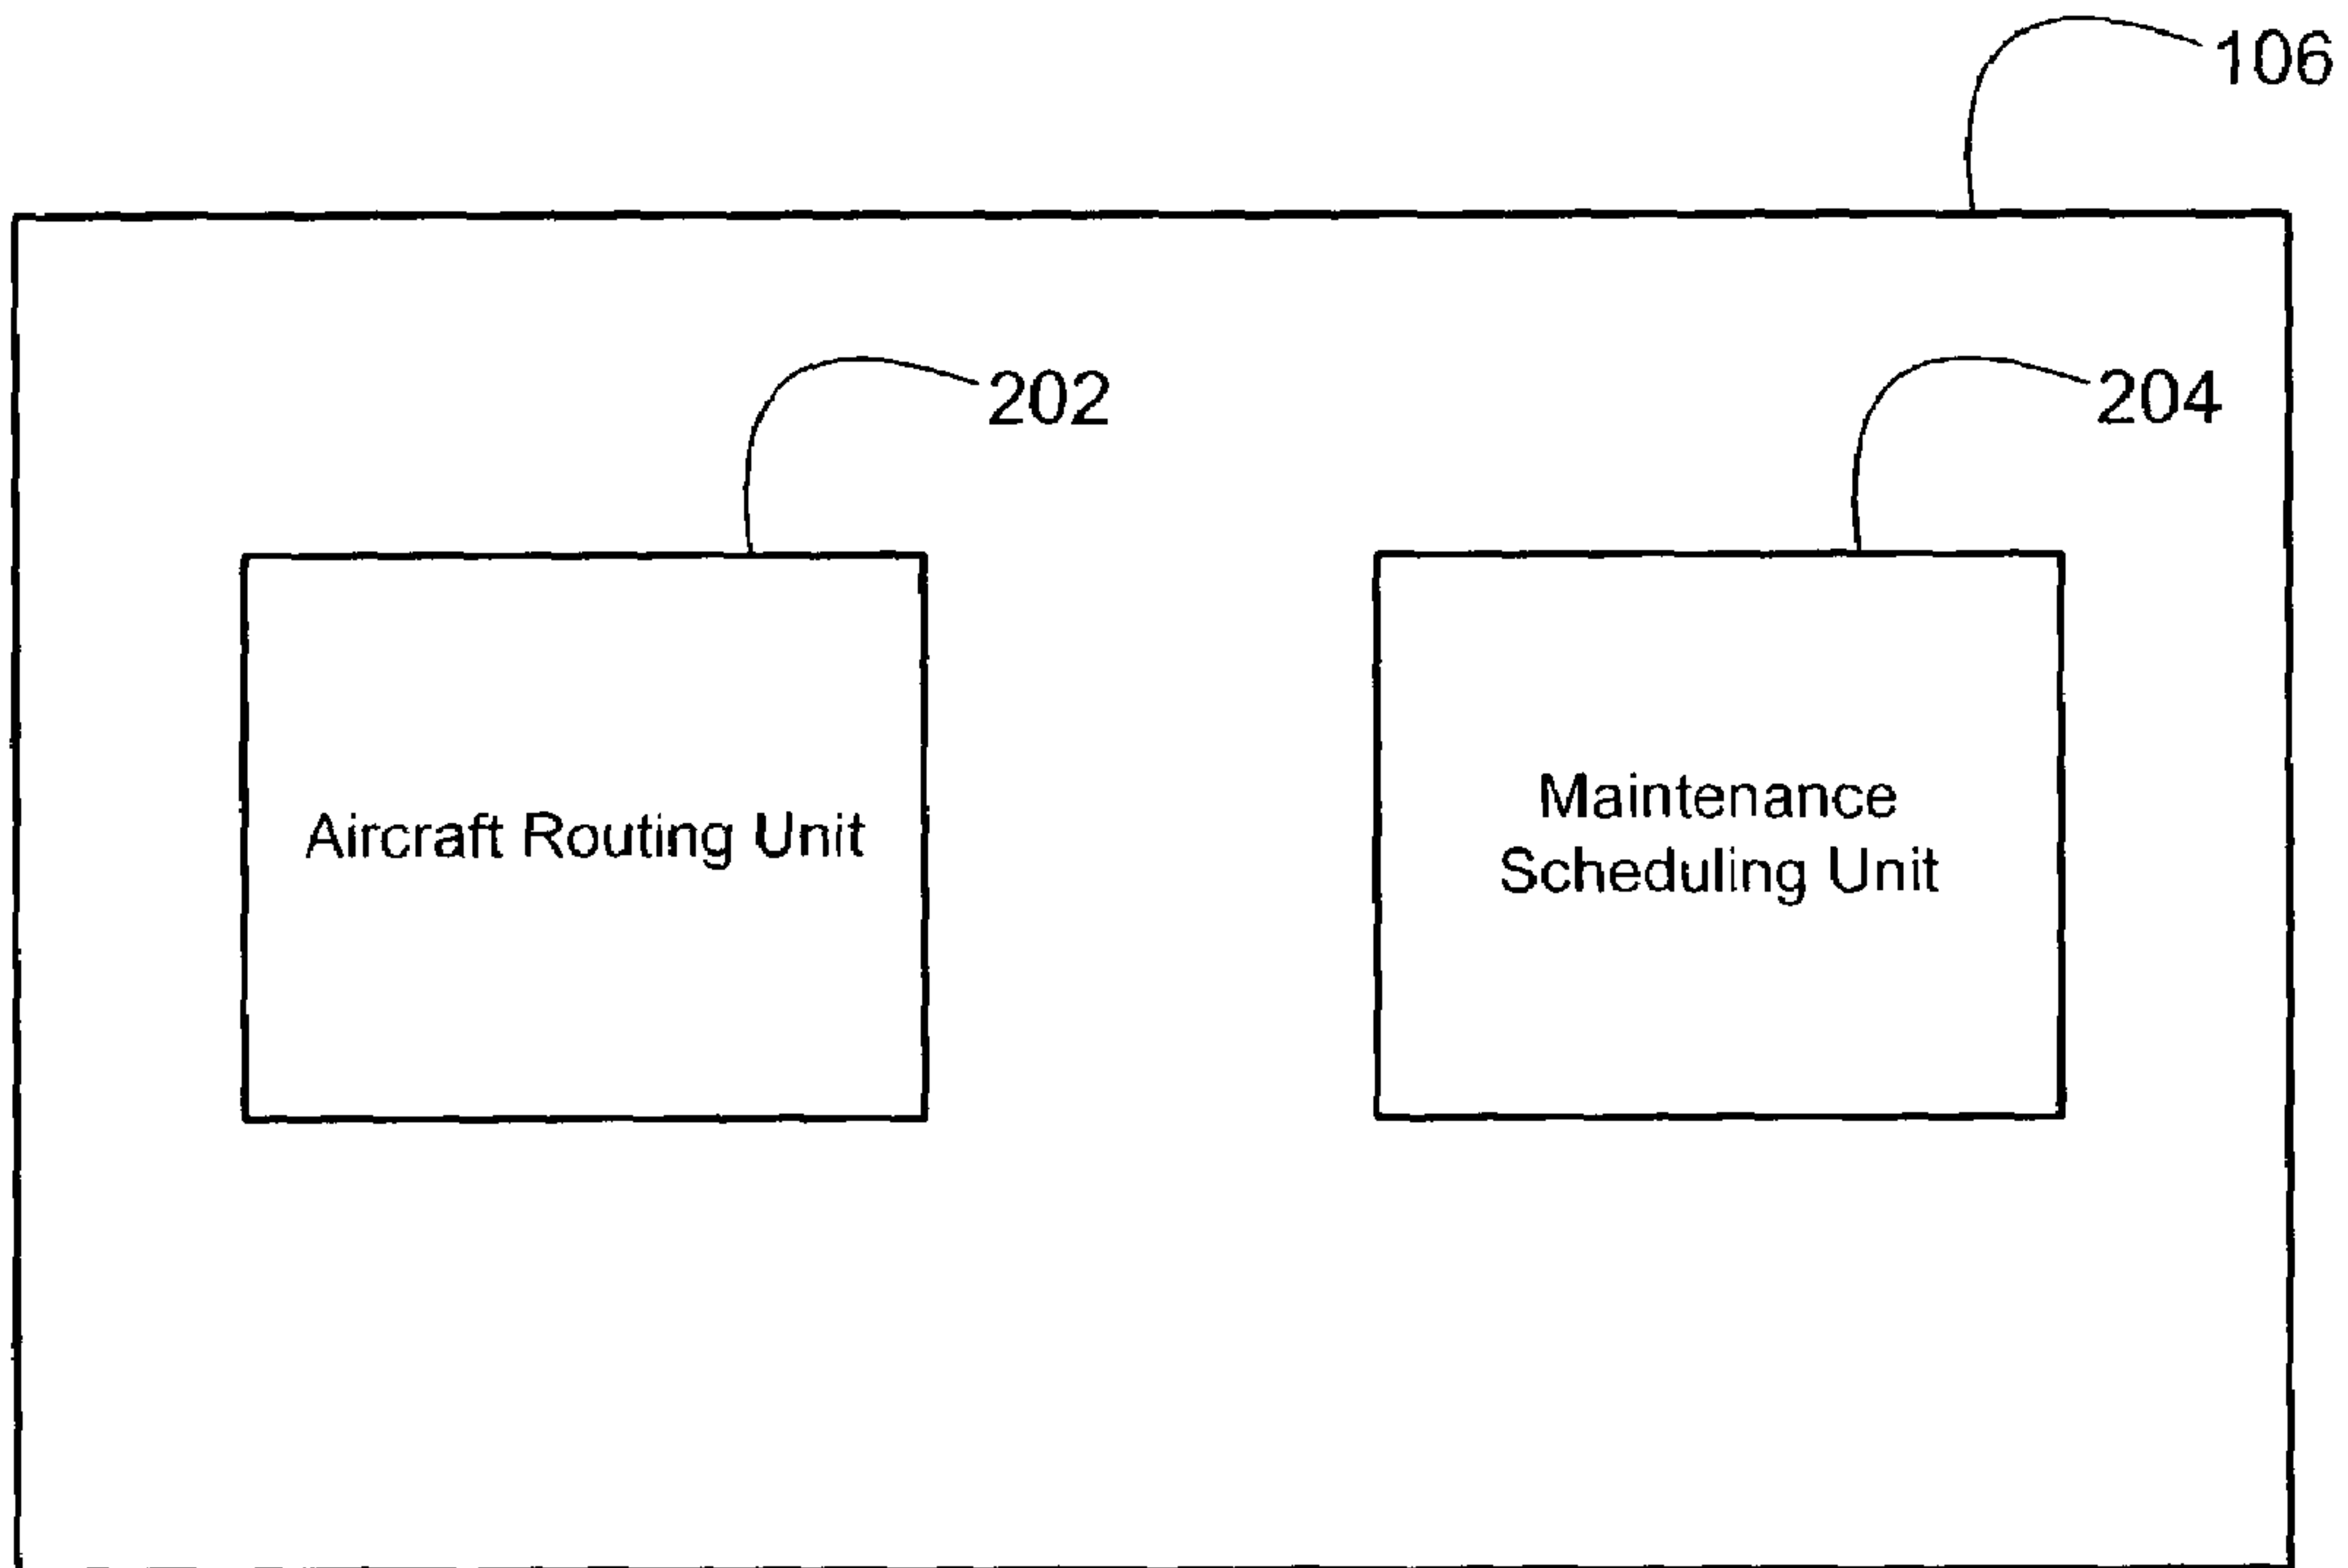 106
202
204
Aircraft Routing Unit
Maintenance
Scheduling Unit